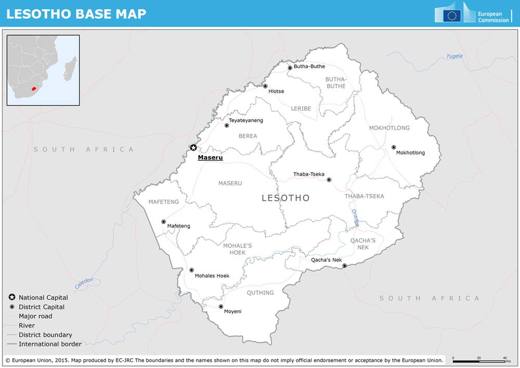 LESOTHO BASE MAP
European
Commission
Tugela
Butha-Buthe
BUTHA-
BUTHE
Hlotse
LERIBE
Teyateyaneng
BEREA
MOKHOTLONG
Mokhotlong
SOUTH AFRICA
Maseru
Thaba-Tseka
MASERU
LESOTHO
THABA-TSEKA
MAFETENG
Mafeteng
MOHALE'S
HOEK
QACHA'S
NEK
Qacha's Nek
Mohales Hoek
QUTHING
Moyeni
SOUTH AFRICA
National Capital
District Capital
Major road
River
District boundary
International border
© European Union, 2015. Map produced by EC-JRC The boundaries and the names shown on this map do not imply official endorsement or acceptance by the European Union.